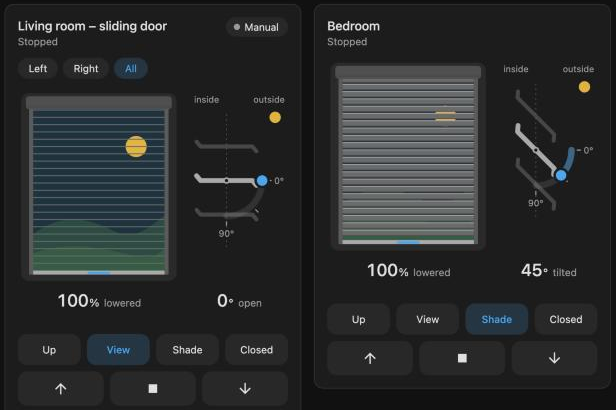 Living room – sliding door
Manual
Stopped
Left Right All
inside outside
0°
90°
100% lowered 0° open
Up View Shade Closed
Bedroom
Stopped
inside outside
0°
90°
100% lowered 45° tilted
Up View Shade Closed